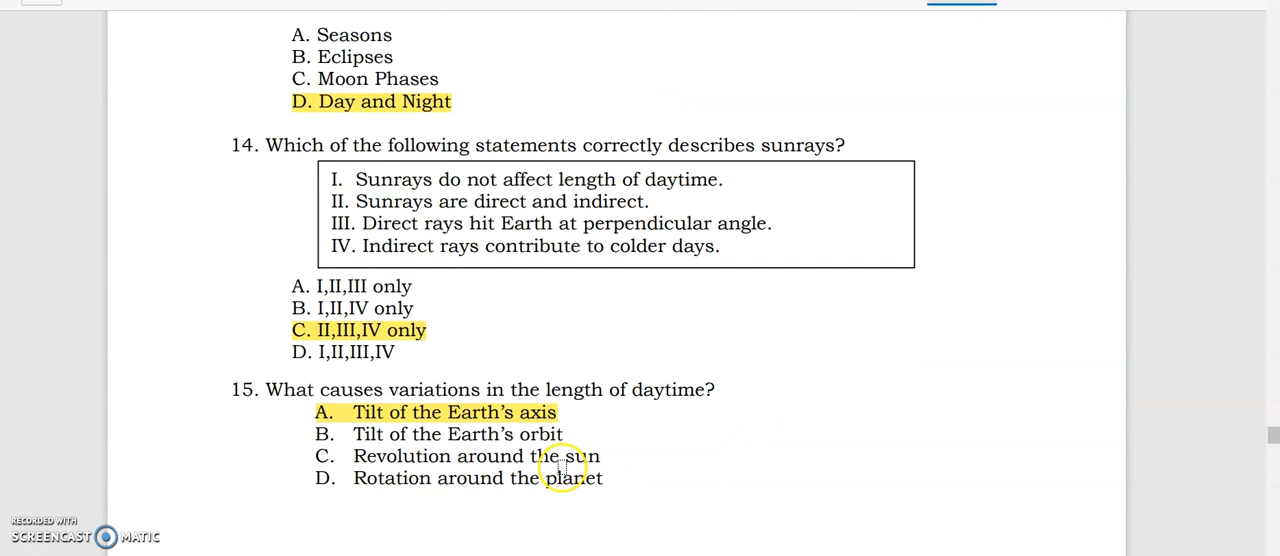 A. Seasons
B. Eclipses
C. Moon Phases
D. Day and Night
14. Which of the following statements correctly describes sunrays?
I. Sunrays do not affect length of daytime.
II. Sunrays are direct and indirect.
III. Direct rays hit Earth at perpendicular angle.
IV. Indirect rays contribute to colder days.
A. I,II,III only
B. I,II,IV only
C. II,III,IV only
D. I,II,III,IV
15. What causes variations in the length of daytime?
A. Tilt of the Earth's axis
B. Tilt of the Earth's orbit
C. Revolution around the sun
D. Rotation around the planet
RECORDED WITH
SCREENCAST MATIC